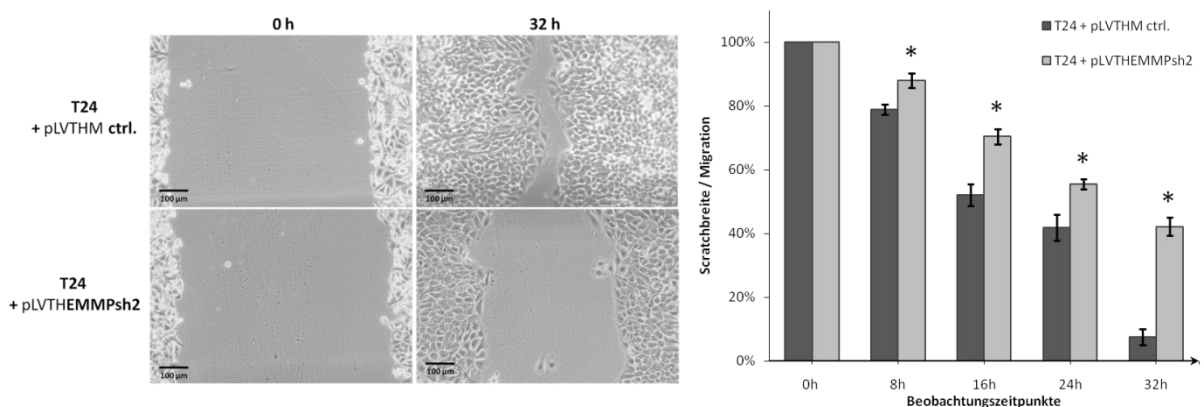 0 h
32 h
T24
+ pLVTHM ctrl.
100 µm
100 µm
T24
+ pLVTHEMMPsh2
100 µm
100 µm
Scratchbreite / Migration
100%
80%
60%
40%
20%
0%
T24 + pLVTHM ctrl.
T24 + pLVTHEMMPsh2
*
*
*
*
0h
8h
16h
24h
32h
Beobachtungszeitpunkte